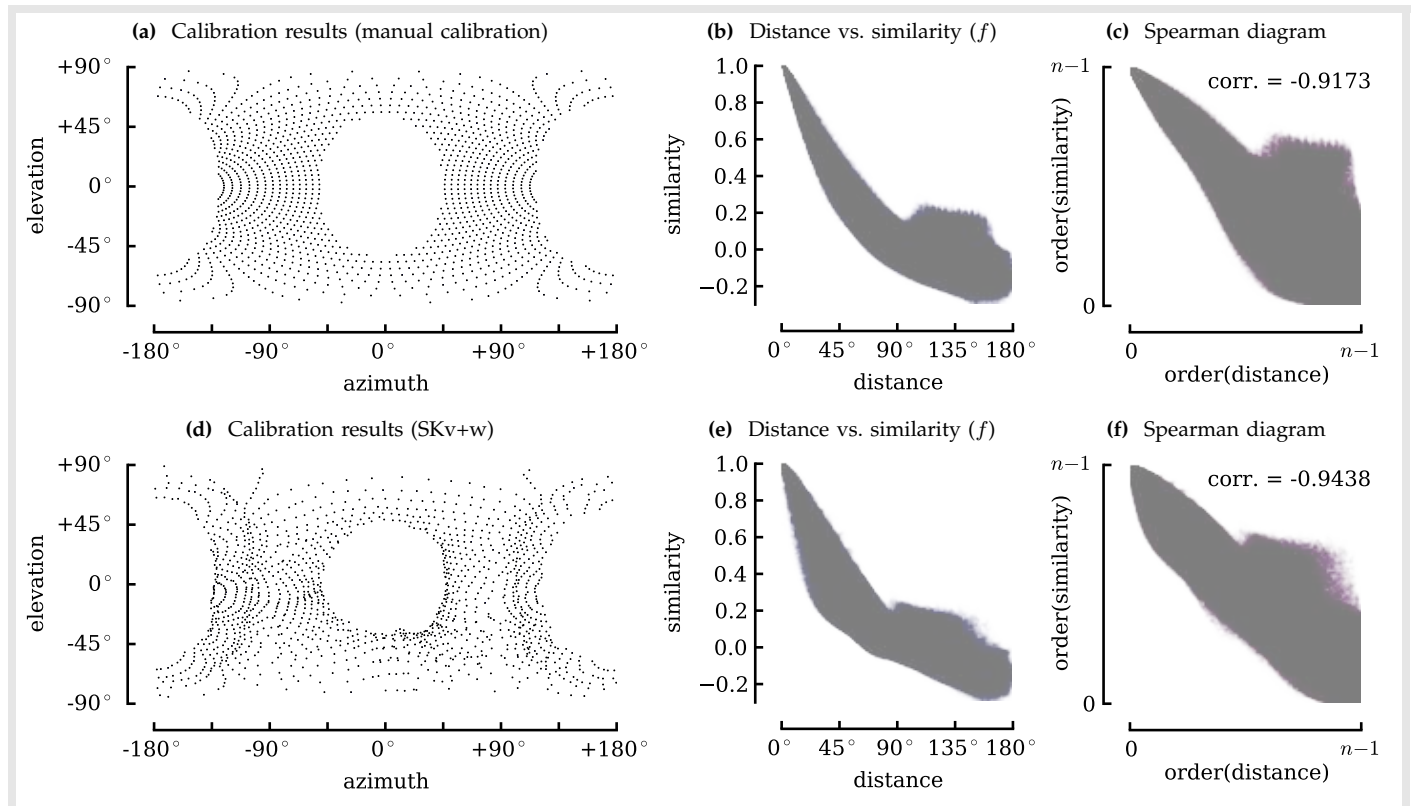 (a) Calibration results (manual calibration)
+90°
+45°
0°
-45°
-90°
elevation
-180° -90° 0° +90° +180°
azimuth
(b) Distance vs. similarity (f)
1.0
0.8
0.6
0.4
0.2
0.0
−0.2
similarity
0° 45° 90° 135° 180°
distance
(c) Spearman diagram
n−1
corr. = -0.9173
order(similarity)
0
0 n−1
order(distance)
(d) Calibration results (SKv+w)
+90°
+45°
0°
-45°
-90°
elevation
-180° -90° 0° +90° +180°
azimuth
(e) Distance vs. similarity (f)
1.0
0.8
0.6
0.4
0.2
0.0
−0.2
similarity
0° 45° 90° 135° 180°
distance
(f) Spearman diagram
n−1
corr. = -0.9438
order(similarity)
0
0 n−1
order(distance)